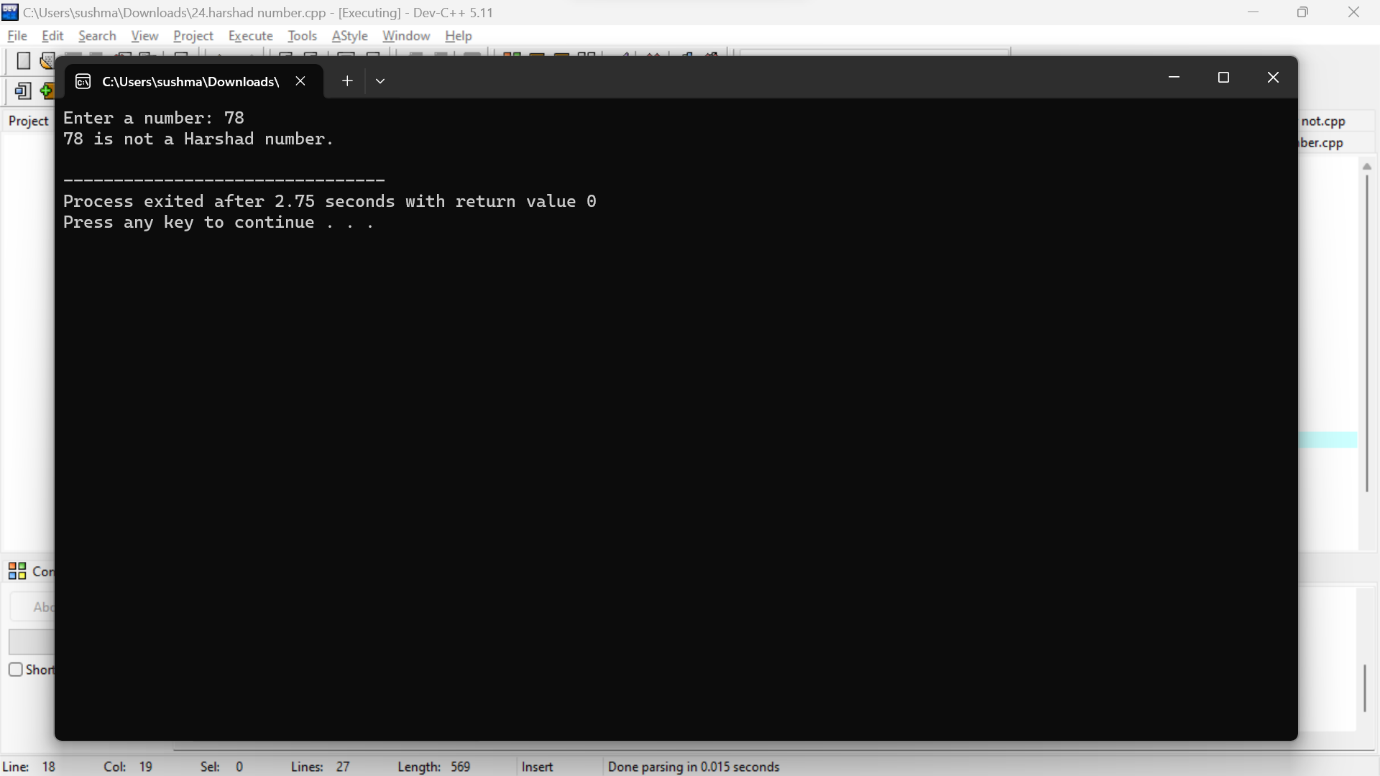 C:\Users\sushma\Downloads\24.harshad number.cpp - [Executing] - Dev-C++ 5.11
File Edit Search View Project Execute Tools AStyle Window Help
C:\Users\sushma\Downloads\
Project
not.cpp
Enter a number: 78
78 is not a Harshad number.
--------------------------------
Process exited after 2.75 seconds with return value 0
Press any key to continue . . .
Line: 18 Col: 19 Sel: 0 Lines: 27 Length: 569 Insert Done parsing in 0.015 seconds